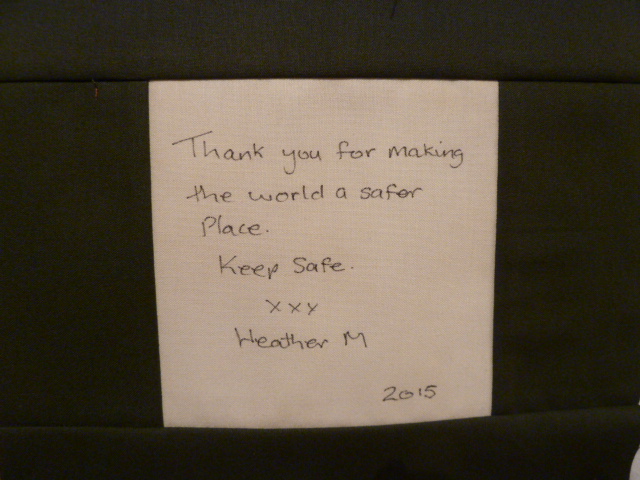 Thank you for making
the world a safer
Place.
Keep Safe.
xxx
Heather M
2015